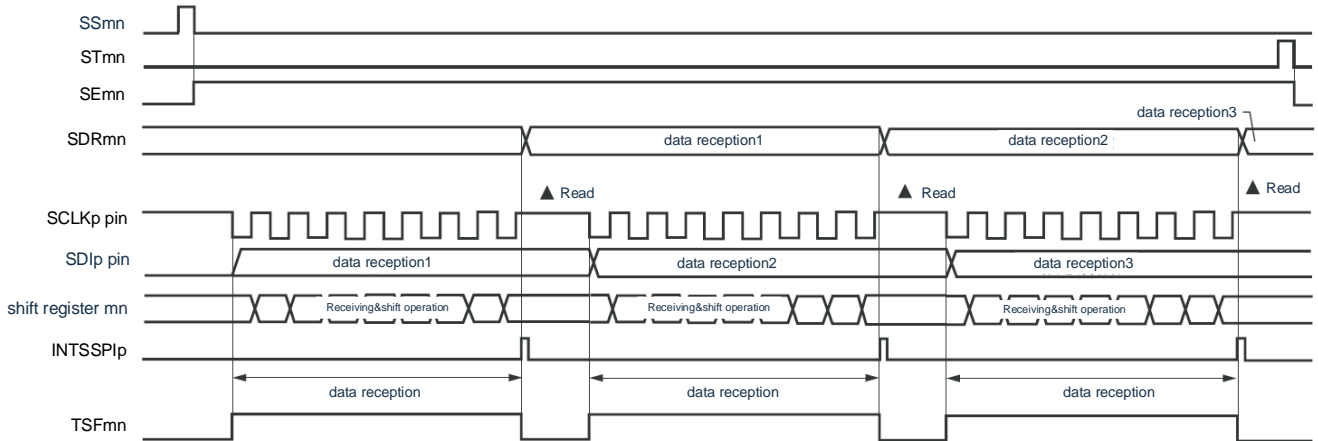 SSmn
STmn
SEmn
data reception3
SDRmn
data reception1
data reception2
Read
Read
Read
SCLKp pin
SDIp pin
data reception1
data reception2
data reception3
shift register mn
Receiving&shift operation
Receiving&shift operation
Receiving&shift operation
INTSSPIp
data reception
data reception
data reception
TSFmn